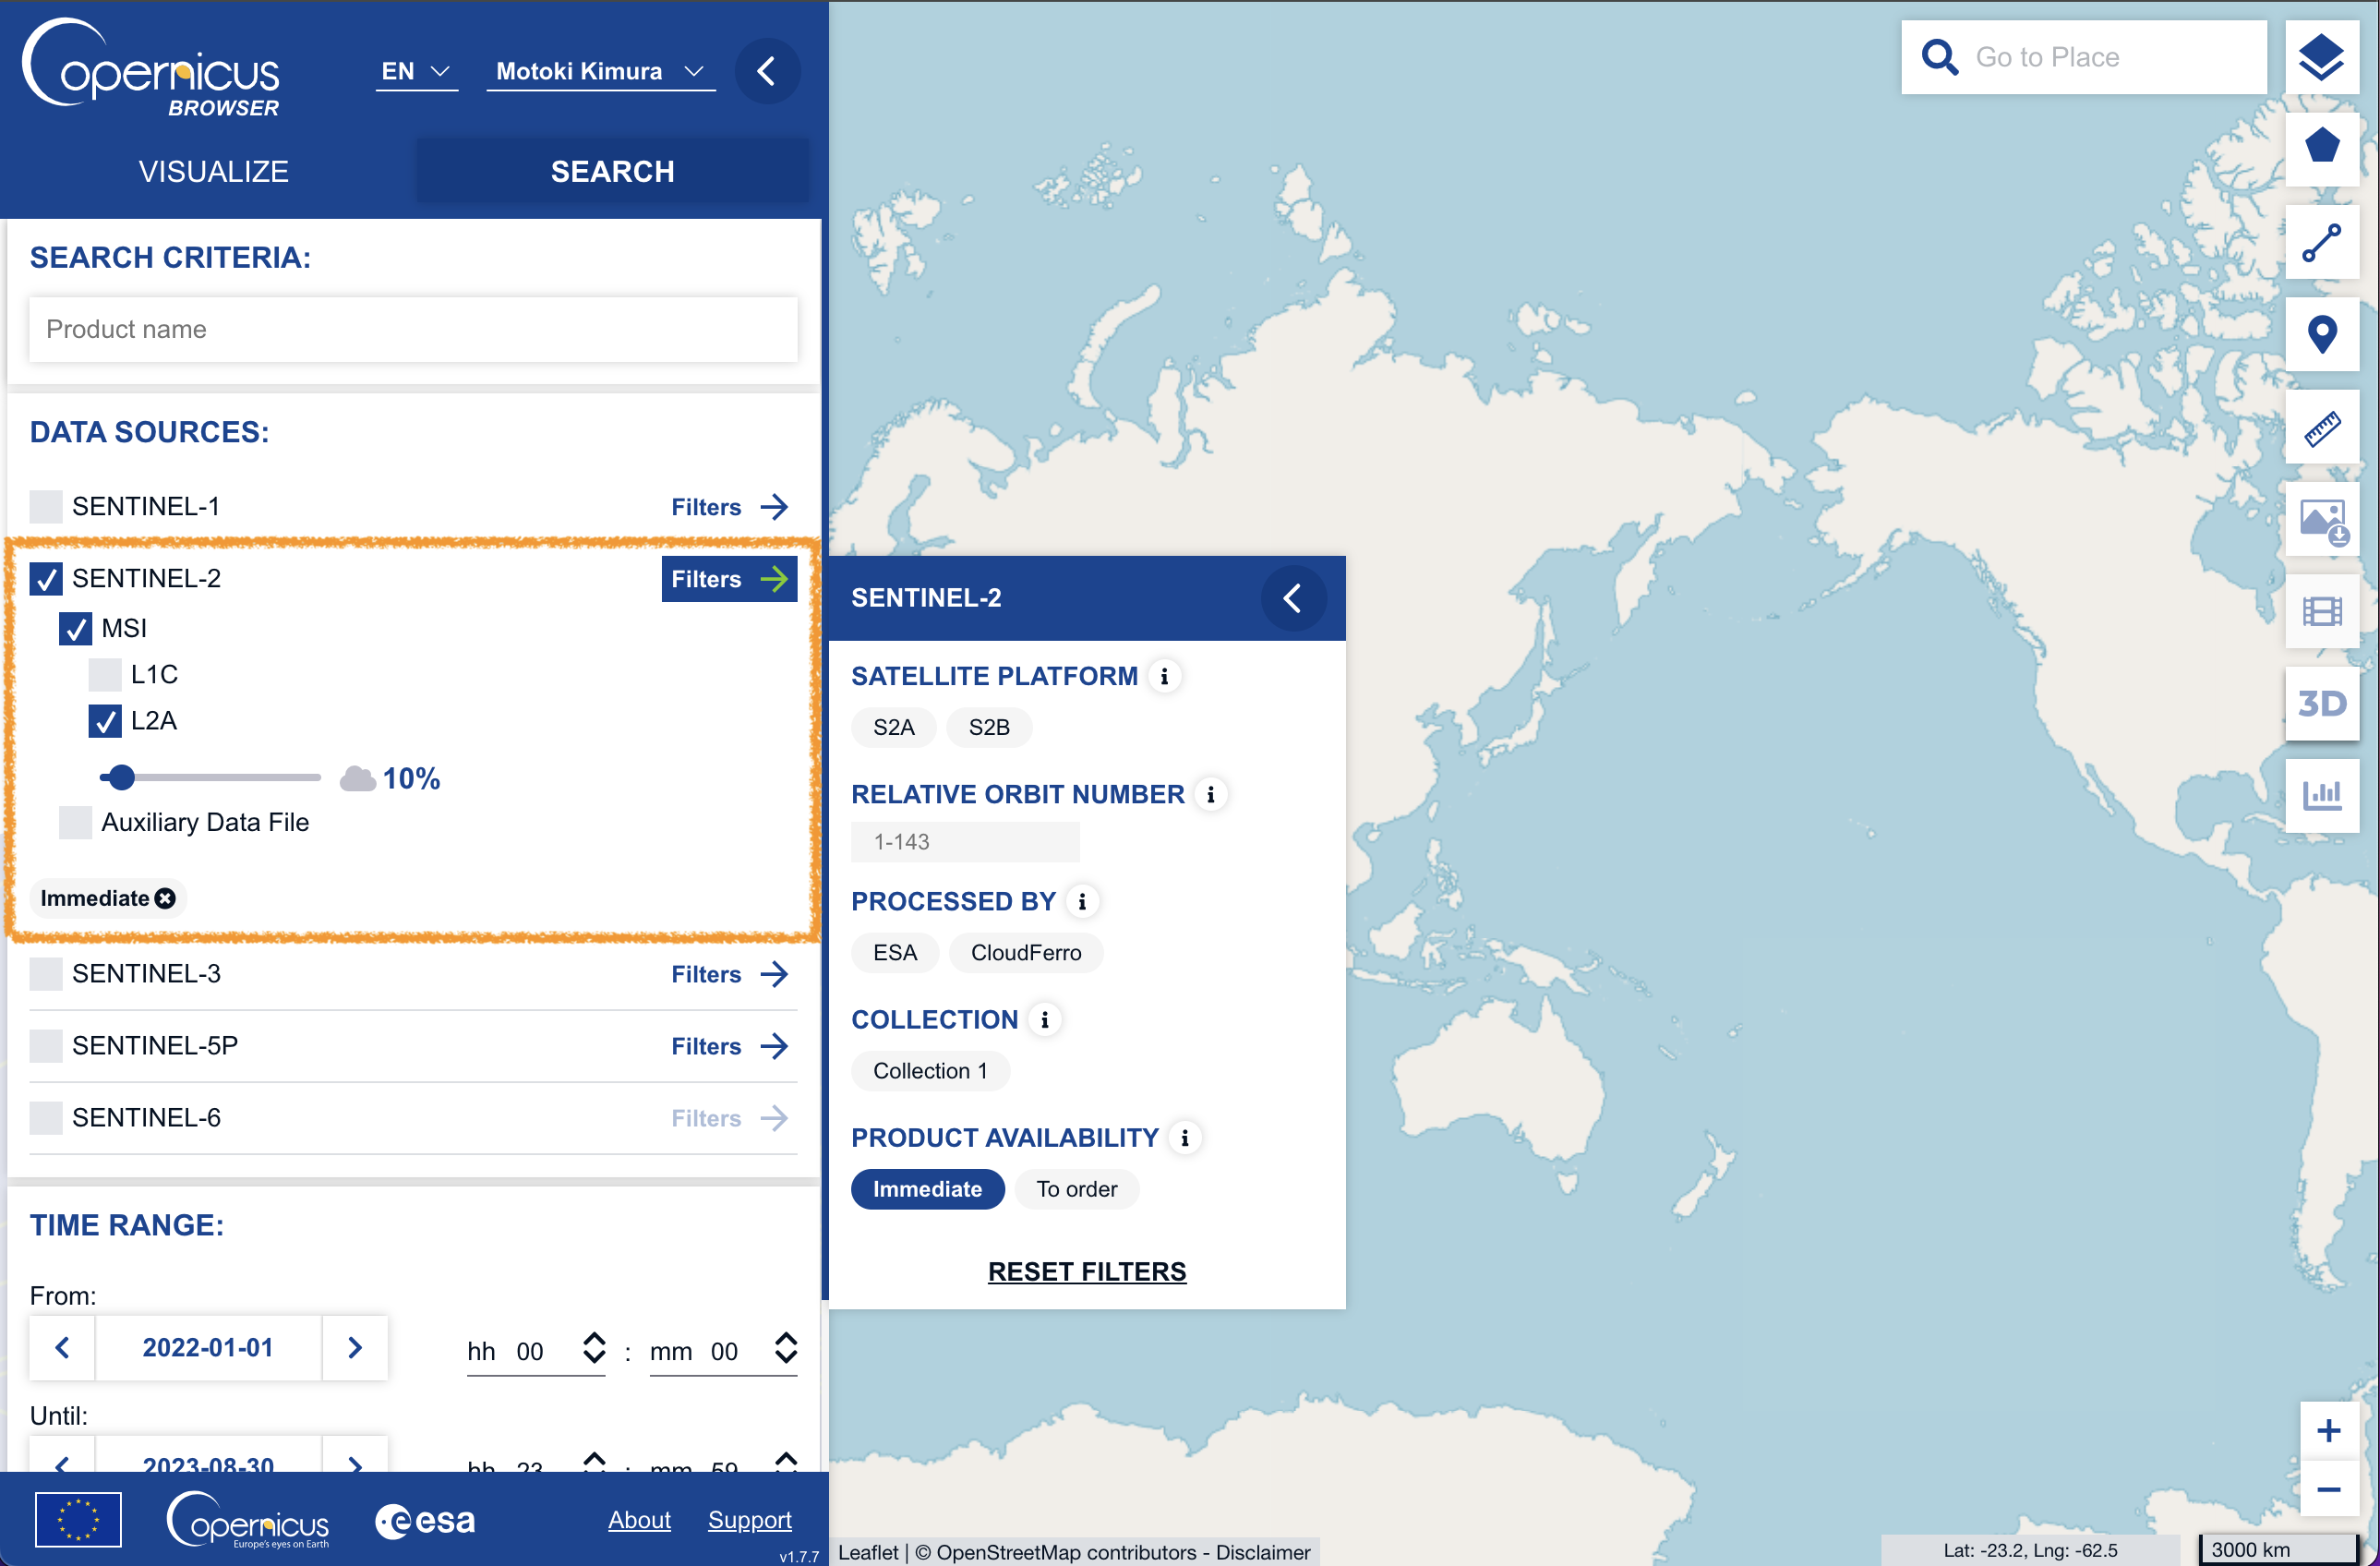 Copernicus
BROWSER
EN
Motoki Kimura
VISUALIZE
SEARCH
SEARCH CRITERIA:
Product name
DATA SOURCES:
SENTINEL-1
Filters
SENTINEL-2
Filters
MSI
L1C
L2A
10%
Auxiliary Data File
Immediate
SENTINEL-3
Filters
SENTINEL-5P
Filters
SENTINEL-6
Filters
TIME RANGE:
From:
2022-01-01
hh 00 : mm 00
Until:
2023-08-30
hh 23 : mm 59
Copernicus
Europe's eyes on Earth
esa
About
Support
v1.7.7
SENTINEL-2
SATELLITE PLATFORM
S2A
S2B
RELATIVE ORBIT NUMBER
1-143
PROCESSED BY
ESA
CloudFerro
COLLECTION
Collection 1
PRODUCT AVAILABILITY
Immediate
To order
RESET FILTERS
Go to Place
3D
+
−
Leaflet | © OpenStreetMap contributors - Disclaimer
Lat: -23.2, Lng: -62.5
3000 km